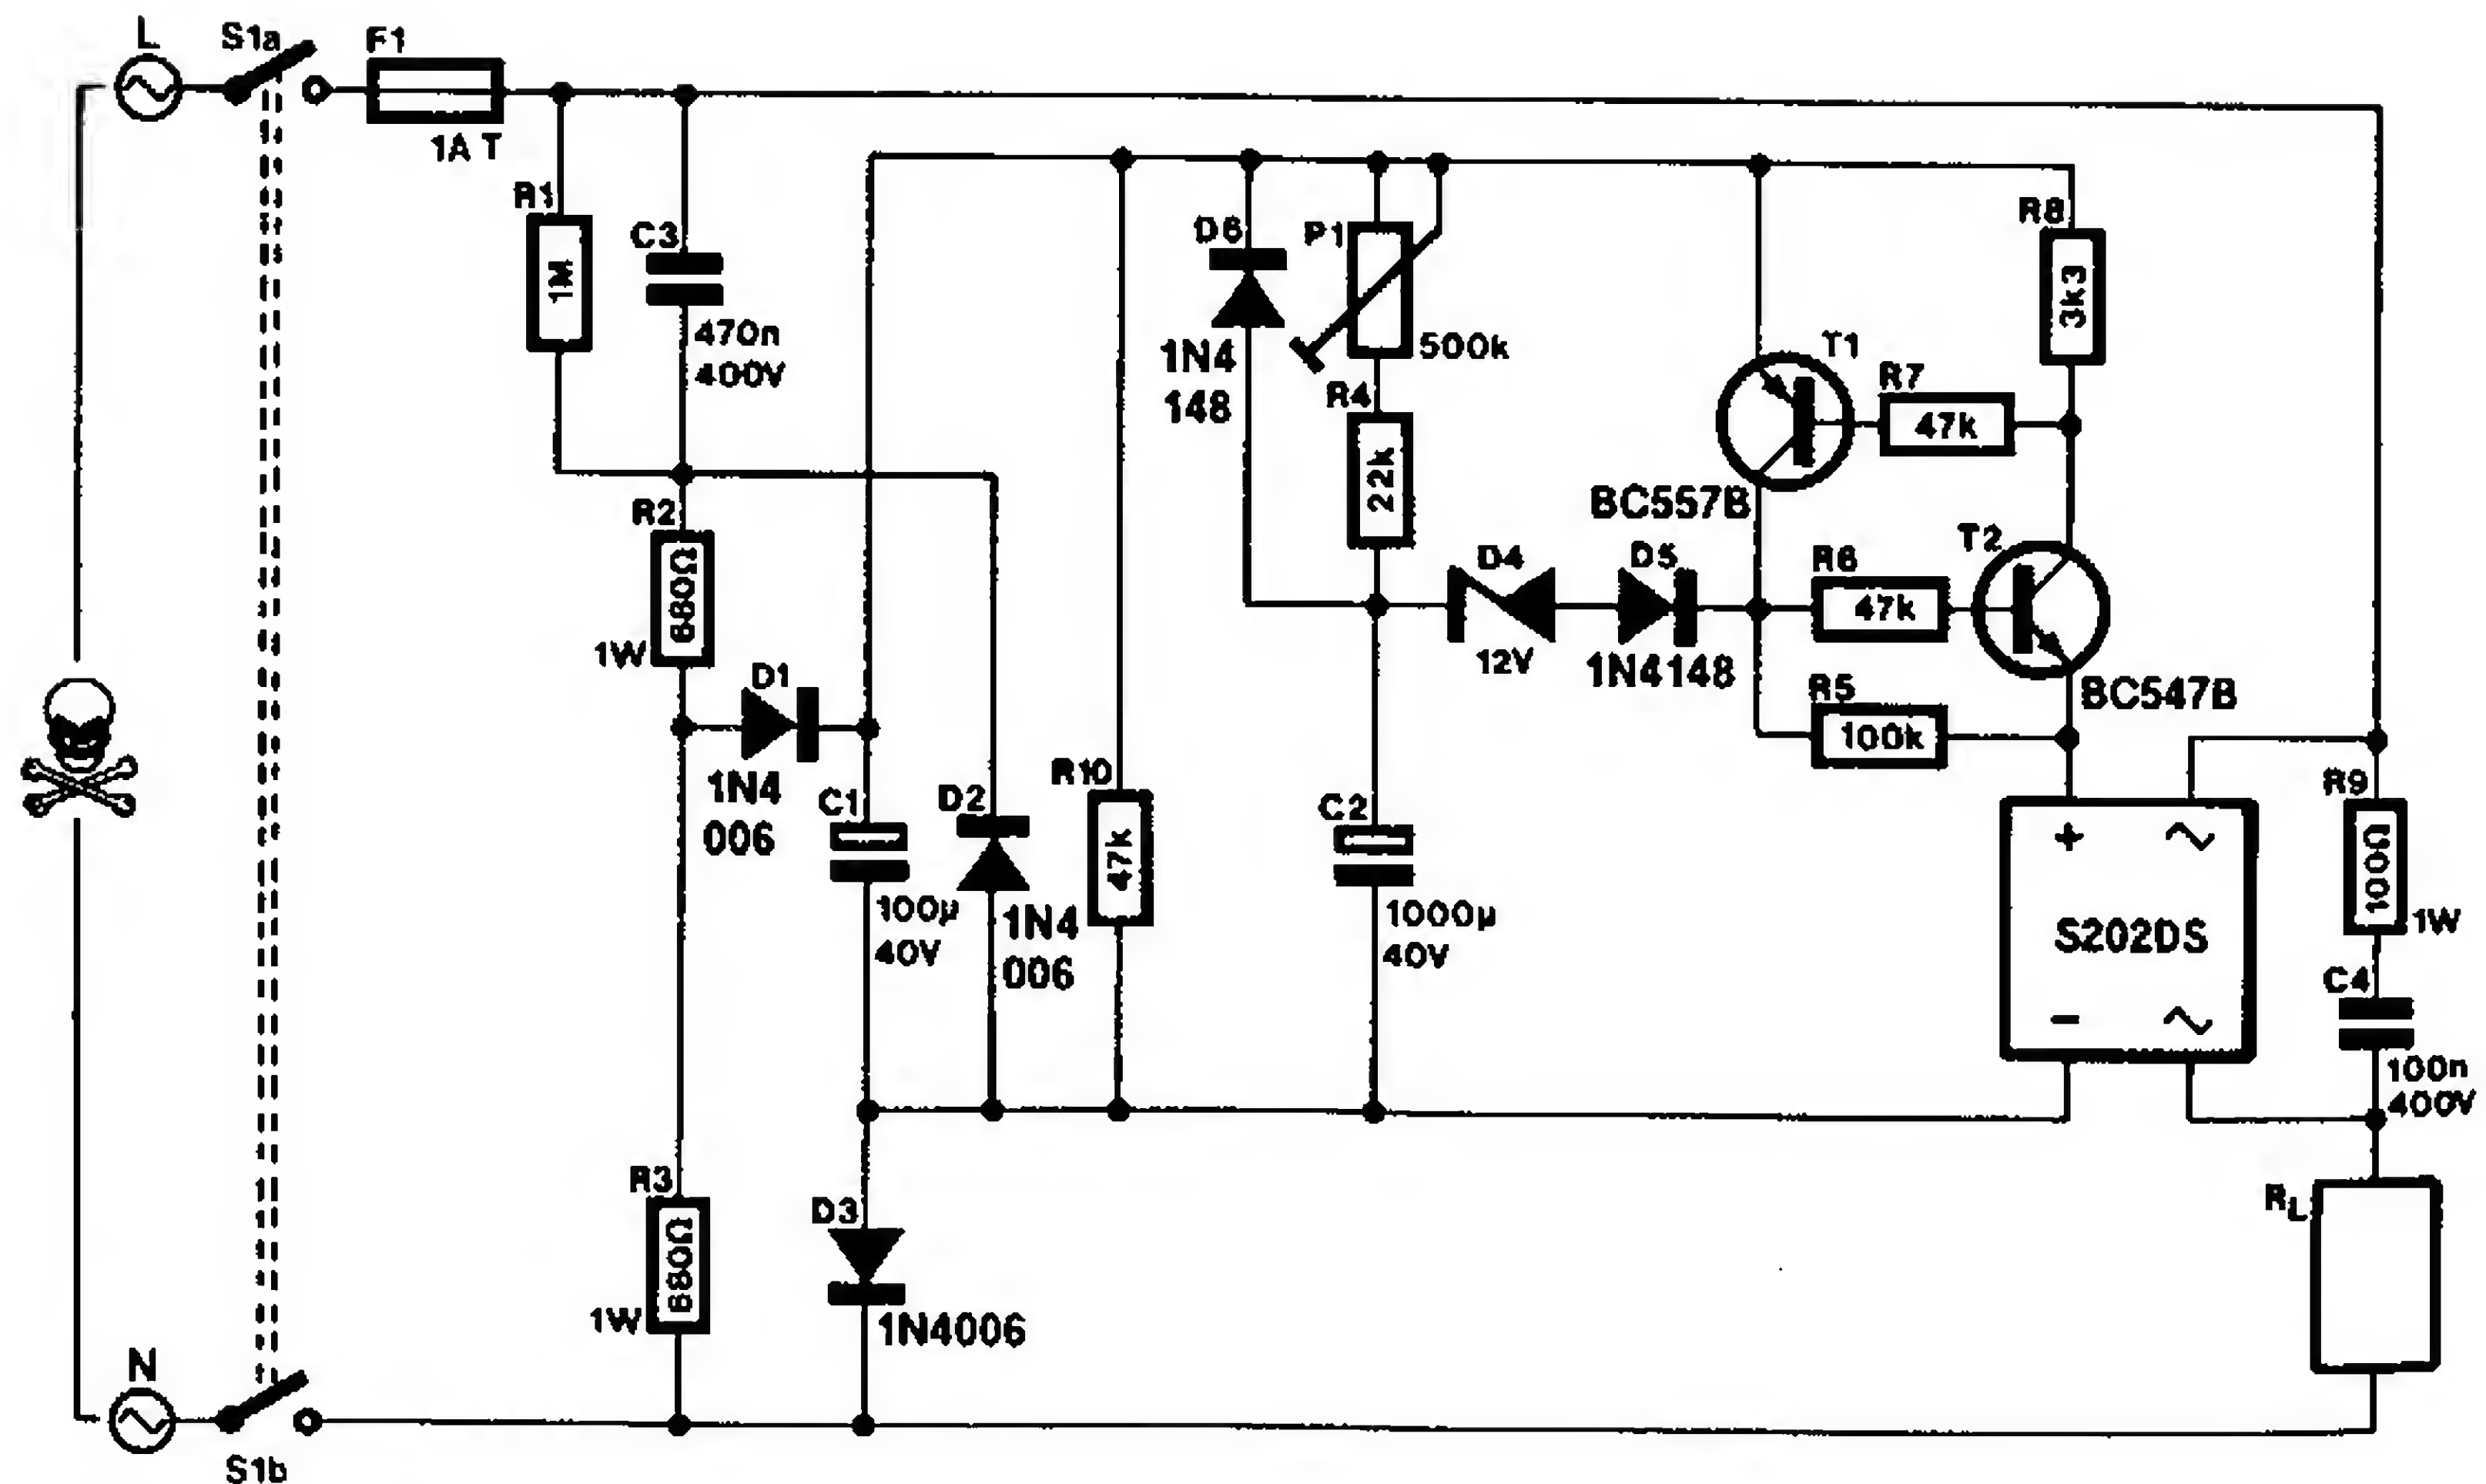 L
S1a
F1
1A T
R1
1M
C3
470n
400V
R2
680Ω
1W
D1
1N4
006
C1
100µ
40V
D2
1N4
006
R10
47k
D6
1N4
148
P1
500k
R4
22k
D4
12V
D5
1N4148
C2
1000µ
40V
T1
BC557B
R7
47k
R8
3k3
R6
47k
T2
BC547B
R5
100k
+
~
S202DS
-
~
R9
100Ω
1W
C4
100n
400V
RL
R3
680Ω
1W
D3
1N4006
N
S1b